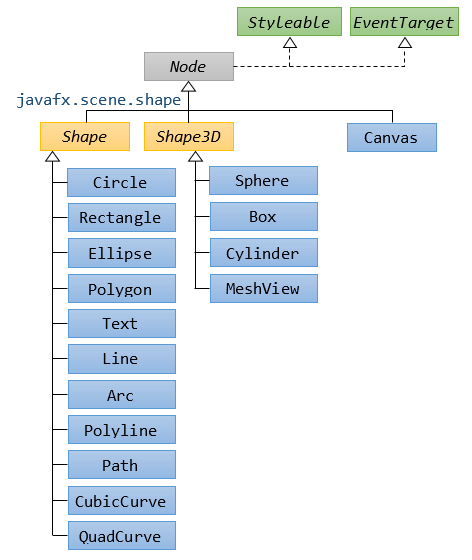 Styleable
EventTarget
Node
javafx.scene.shape
Shape
Shape3D
Canvas
Circle
Rectangle
Ellipse
Polygon
Text
Line
Arc
Polyline
Path
CubicCurve
QuadCurve
Sphere
Box
Cylinder
MeshView